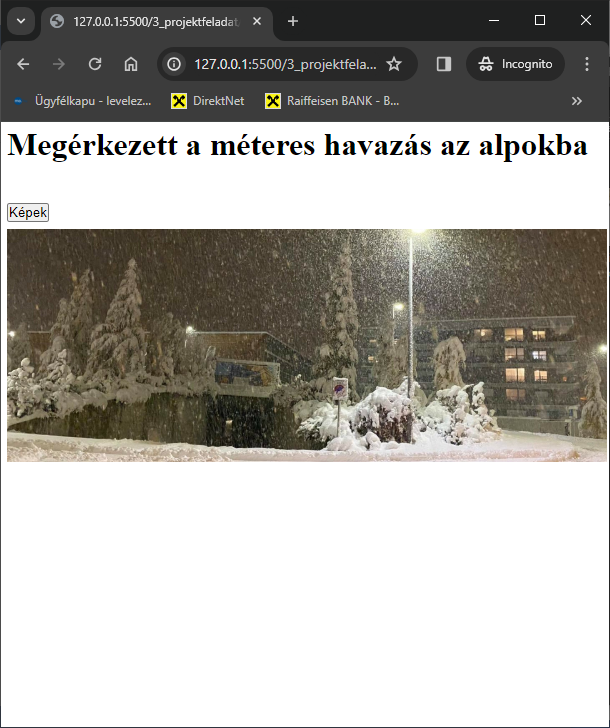 127.0.0.1:5500/3_projektfeladat
127.0.0.1:5500/3_projektfela...
Incognito
Ügyfélkapu - levelez...
DirektNet
Raiffeisen BANK - B...
Megérkezett a méteres havazás az alpokba
Képek